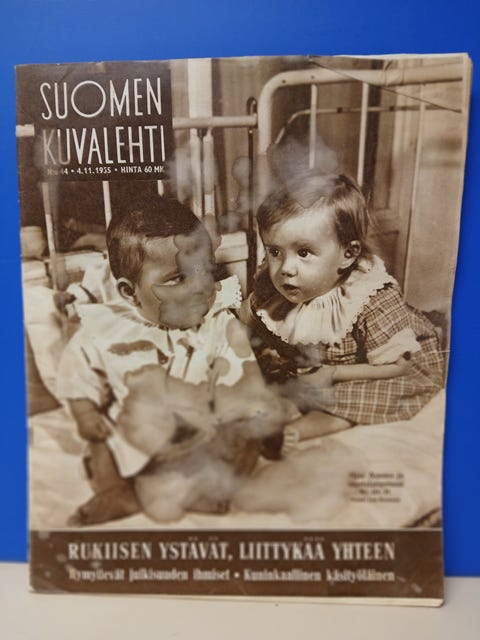 SUOMEN
KUVALEHTI
N:o 44 • 4.11.1955 • HINTA 60 MK
RUKIISEN YSTÄVÄT, LIITTYKÄÄ YHTEEN
Hymyilevät julkisuuden ihmiset • Kuninkaallinen käsityöläinen